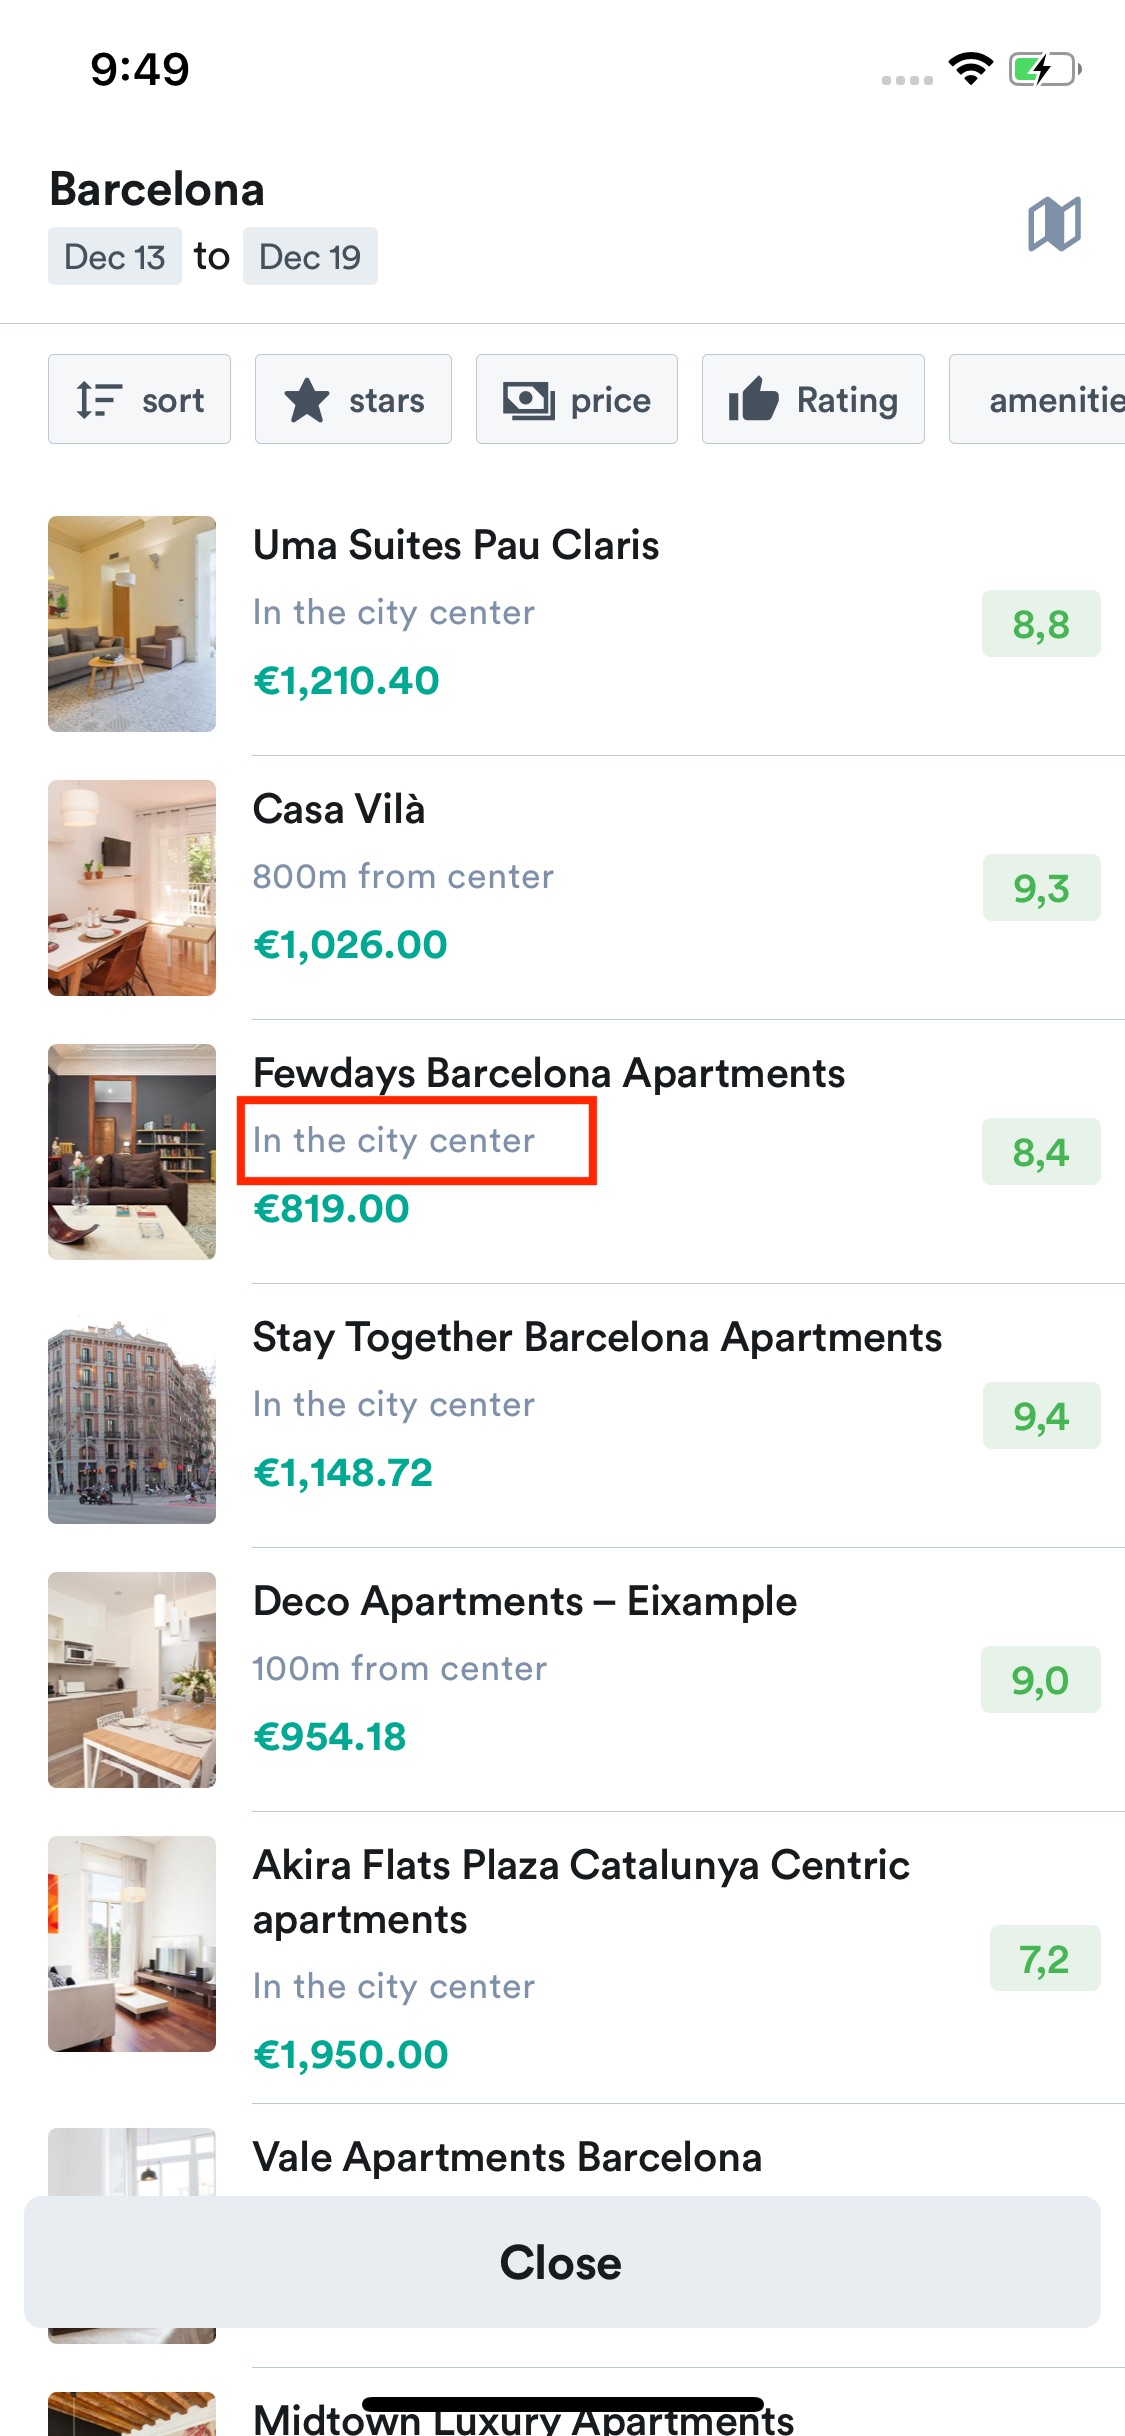 9:49
Barcelona
Dec 13 to Dec 19
sort stars price Rating amenitie
Uma Suites Pau Claris
In the city center
8,8
€1,210.40
Casa Vilà
800m from center
9,3
€1,026.00
Fewdays Barcelona Apartments
In the city center
8,4
€819.00
Stay Together Barcelona Apartments
In the city center
9,4
€1,148.72
Deco Apartments – Eixample
100m from center
9,0
€954.18
Akira Flats Plaza Catalunya Centric
apartments
7,2
In the city center
€1,950.00
Vale Apartments Barcelona
Close
Midtown Luxury Apartments